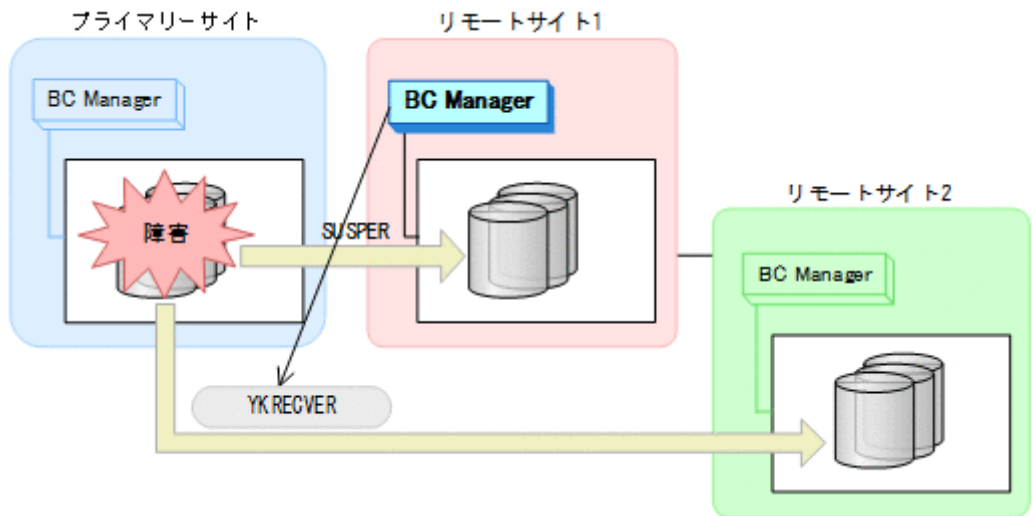 プライマリーサイト
リモートサイト1
BC Manager
BC Manager
リモートサイト2
障害
SUSPER
BC Manager
YKRECVER